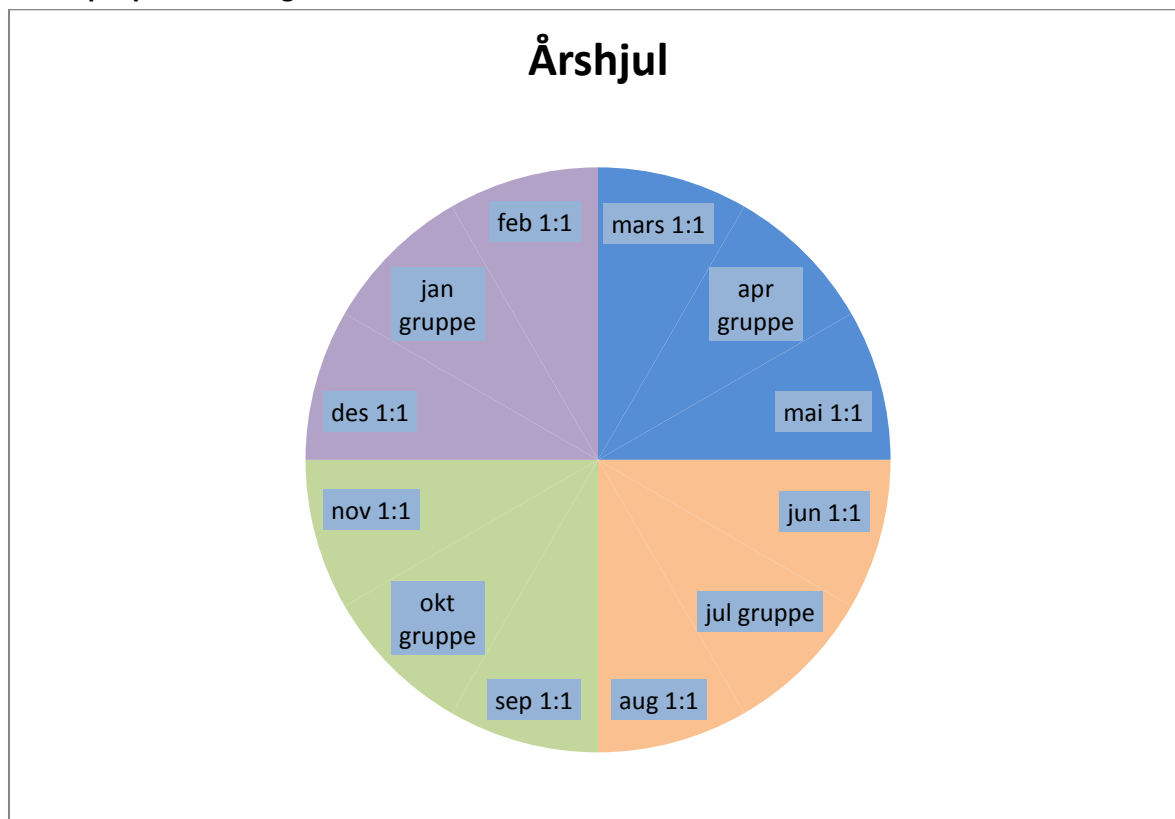 Årshjul
feb 1:1
mars 1:1
jan
gruppe
apr
gruppe
des 1:1
mai 1:1
nov 1:1
jun 1:1
okt
gruppe
jul gruppe
sep 1:1
aug 1:1